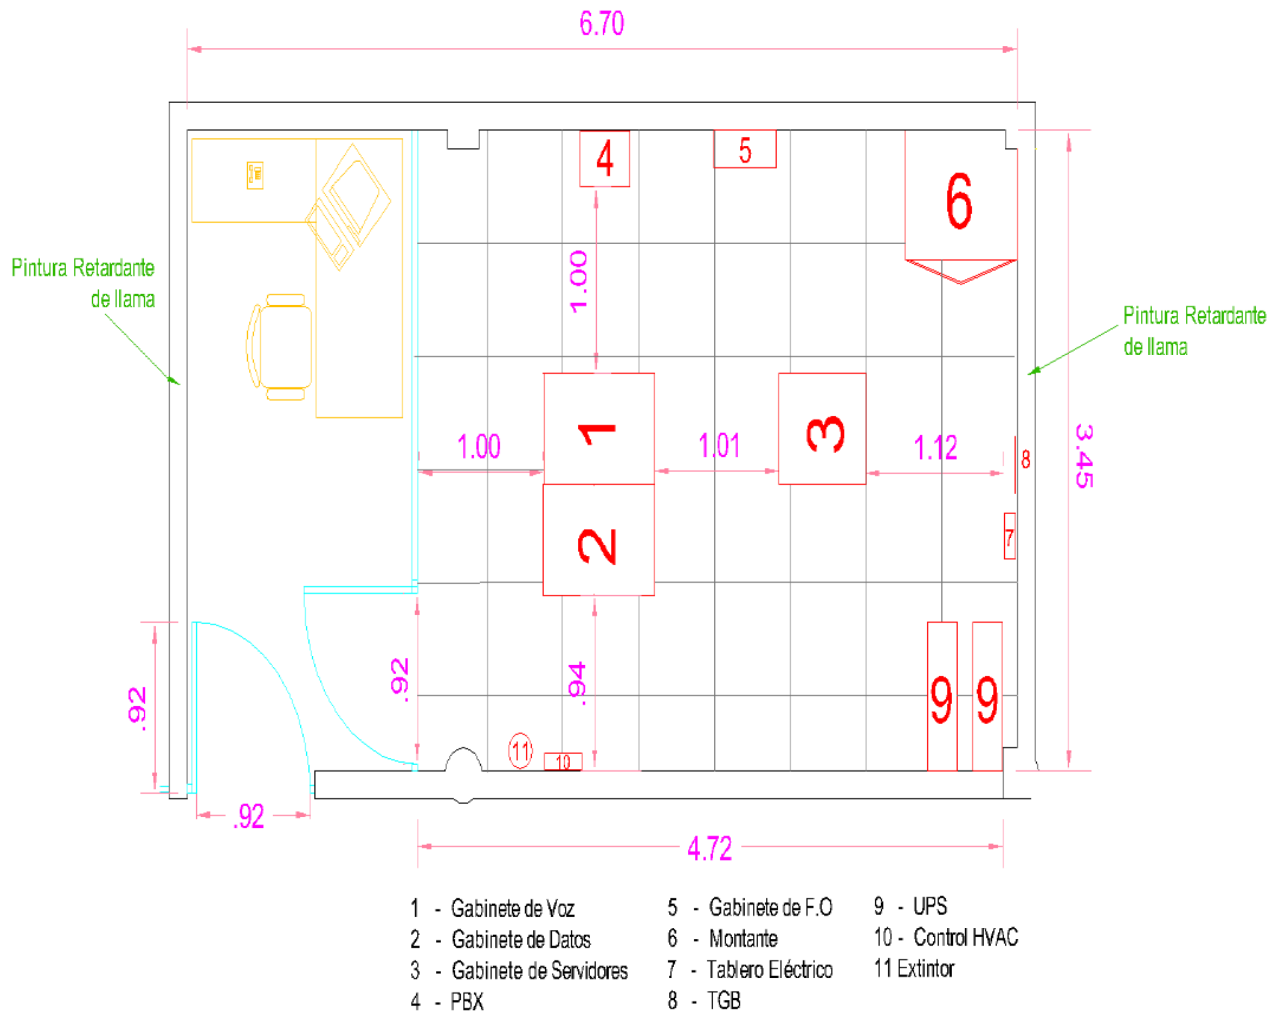 6.70
4
5
6
Pintura Retardante
de llama
1.00
Pintura Retardante
de llama
1.00
1
1.01
3
1.12
8
3.45
2
7
.92
.92
.94
9
9
11
10
.92
4.72
1 - Gabinete de Voz
2 - Gabinete de Datos
3 - Gabinete de Servidores
4 - PBX
5 - Gabinete de F.O
6 - Montante
7 - Tablero Eléctrico
8 - TGB
9 - UPS
10 - Control HVAC
11 Extintor